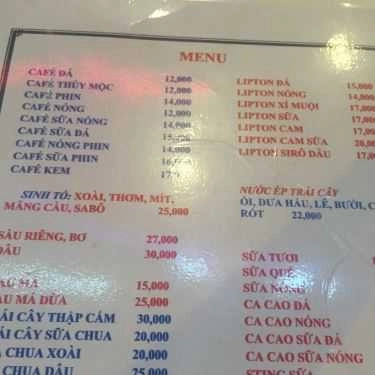 MENU
CAFÉ ĐÁ 12,000
CAFÉ THỦY MỘC 12,000
CAFÉ PHIN 14,000
CAFÉ NÓNG 12,000
CAFÉ SỮA NÓNG 14,000
CAFÉ SỮA ĐÁ
CAFÉ NÓNG PHIN 14,000
CAFÉ SỮA PHIN
CAFÉ KEM
SINH TỐ: XOÀI, THƠM, MÍT,
MÃNG CẦU, SABÔ 25,000
SẦU RIÊNG, BƠ 27,000
DÂU 30,000
MÁ 15,000
MÁ DỪA 25,000
CÂY THẬP CẨM 30,000
CÂY SỮA CHUA 20,000
CHUA XOÀI 20,000
CHUA DÂU 25,000
LIPTON ĐÁ 15,000
LIPTON NÓNG 14,000
LIPTON XÍ MUỘI 17,000
LIPTON SỮA 17,000
LIPTON CAM
LIPTON CAM SỮA
LIPTON SIRÔ DÂU
NƯỚC ÉP TRÁI CÂY
ỔI, DƯA HẤU, LÊ, BƯỞI,
RỐT 22,000
SỮA TƯƠI
SỮA QUẾ
SỮA NÓNG
CA CAO ĐÁ
CA CAO NÓNG
CA CAO SỮA ĐÁ
CA CAO SỮA NÓNG
STING SỮA